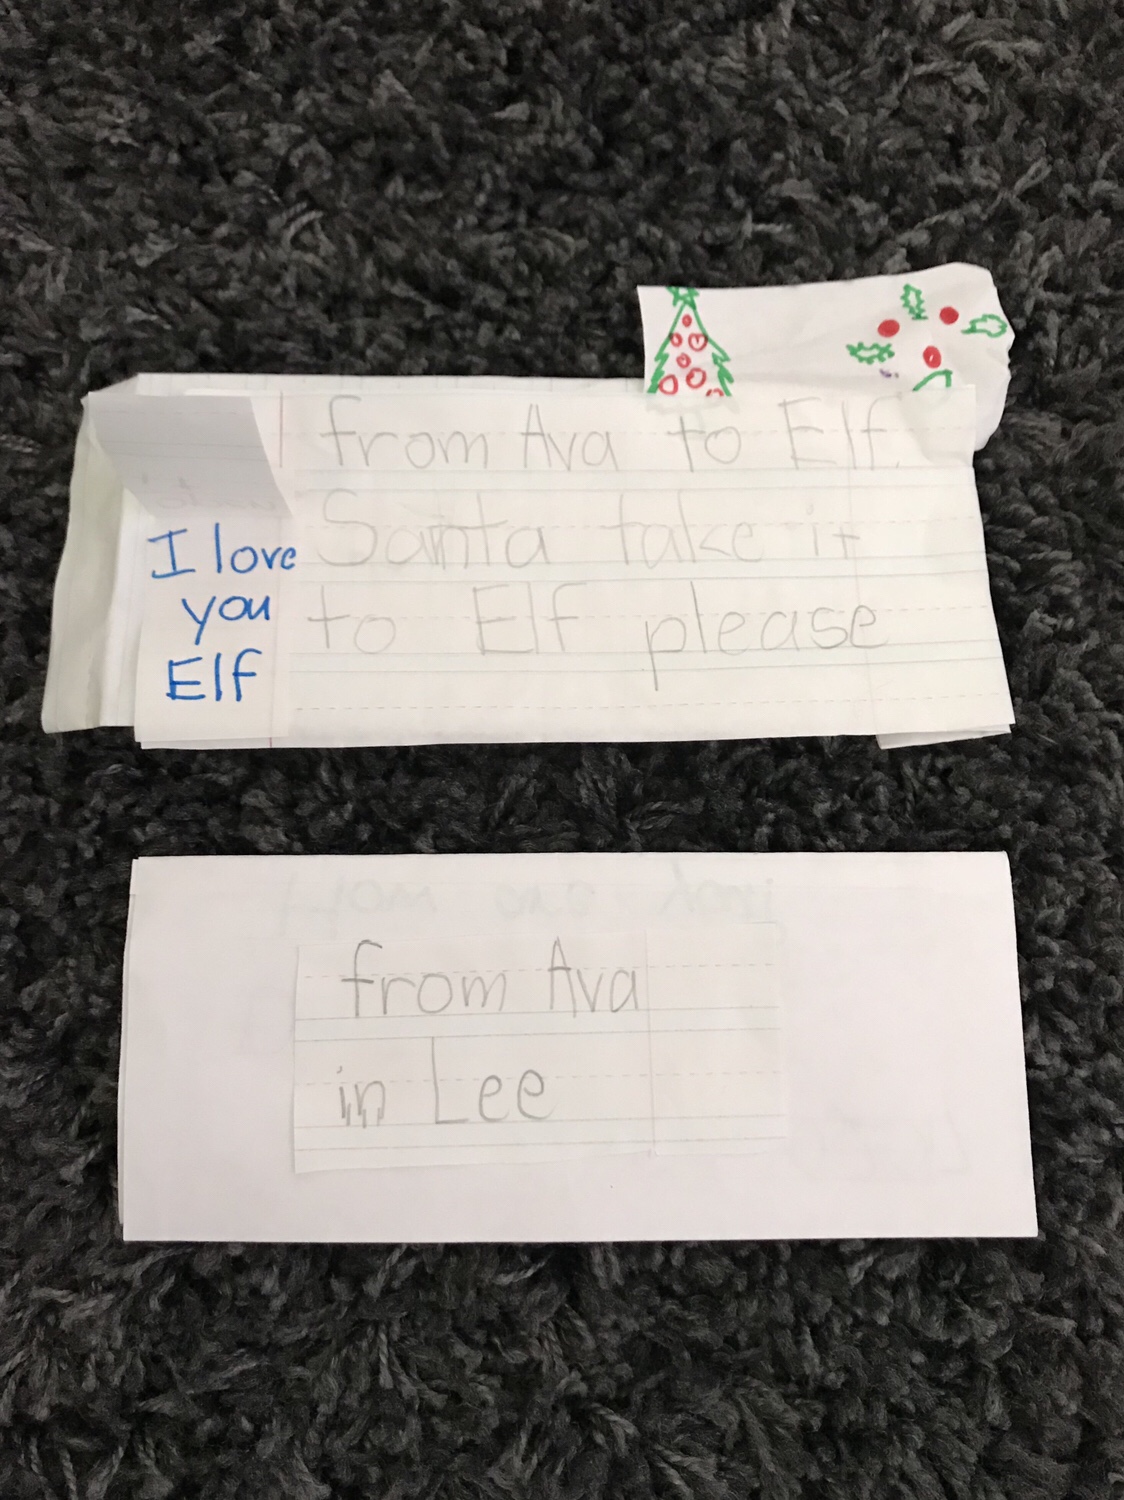 from Ava to Elf.
Santa take it
to Elf please
I love
you
Elf
from Ava
in Lee